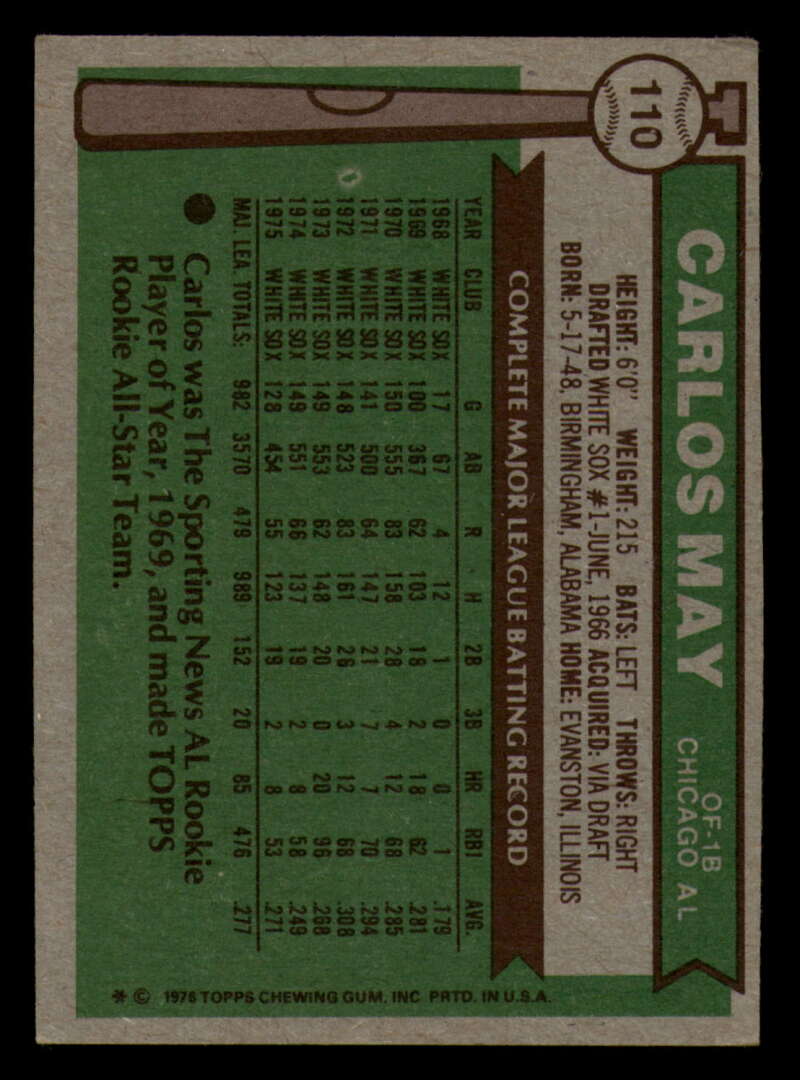 110
CARLOS MAY
OF-1B
CHICAGO AL
HEIGHT: 6'0" WEIGHT: 215 BATS: LEFT THROWS: RIGHT
DRAFTED WHITE SOX #1-JUNE, 1966 ACQUIRED: VIA DRAFT
BORN: 5-17-48, BIRMINGHAM, ALABAMA HOME: EVANSTON, ILLINOIS
COMPLETE MAJOR LEAGUE BATTING RECORD
YEAR CLUB G AB R H 2B 3B HR RBI AVG.
1968 WHITE SOX 17 67 4 12 1 0 0 1 .179
1969 WHITE SOX 100 367 62 103 18 2 18 62 .281
1970 WHITE SOX 150 555 83 158 28 4 12 68 .285
1971 WHITE SOX 141 500 64 147 21 7 7 70 .294
1972 WHITE SOX 148 523 83 161 26 3 12 68 .308
1973 WHITE SOX 149 553 62 148 20 0 20 96 .268
1974 WHITE SOX 149 551 66 137 19 2 8 58 .249
1975 WHITE SOX 128 454 55 123 19 2 8 53 .271
MAJ. LEA. TOTALS: 982 3570 479 989 152 20 85 476 .277
Carlos was The Sporting News AL Rookie
Player of Year, 1969, and made TOPPS
Rookie All-Star Team.
* © 1976 TOPPS CHEWING GUM, INC PRTD. IN U.S.A.